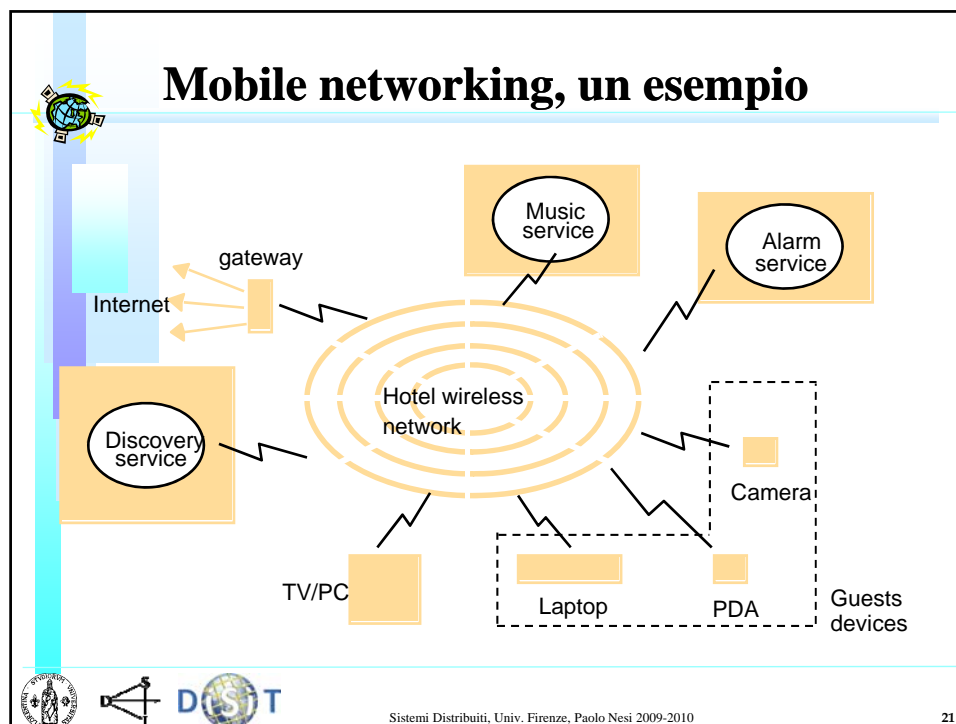 Mobile networking, un esempio
Music
service
Alarm
service
gateway
Internet
Hotel wireless
network
Discovery
service
Camera
TV/PC
Laptop
PDA
Guests
devices
DISIT
Sistemi Distribuiti, Univ. Firenze, Paolo Nesi 2009-2010
21